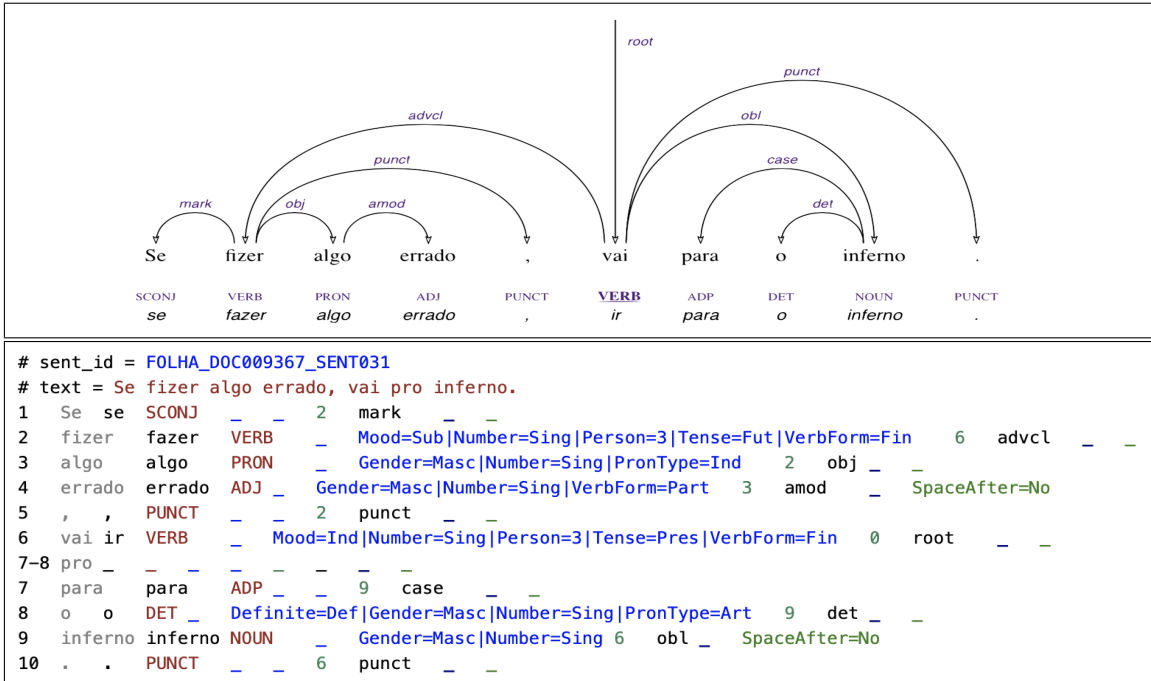 root
punct
advcl obl
punct case
mark obj amod det
Se fizer algo errado , vai para o inferno .
SCONJ VERB PRON ADJ PUNCT VERB ADP DET NOUN PUNCT
se fazer algo errado , ir para o inferno .
# sent_id = FOLHA_DOC009367_SENT031
# text = Se fizer algo errado, vai pro inferno.
1 Se se SCONJ _ _ 2 mark _ _
2 fizer fazer VERB _ Mood=Sub|Number=Sing|Person=3|Tense=Fut|VerbForm=Fin 6 advcl _ _
3 algo algo PRON _ Gender=Masc|Number=Sing|PronType=Ind 2 obj _ _
4 errado errado ADJ _ Gender=Masc|Number=Sing|VerbForm=Part 3 amod _ SpaceAfter=No
5 , , PUNCT _ _ 2 punct _ _
6 vai ir VERB _ Mood=Ind|Number=Sing|Person=3|Tense=Pres|VerbForm=Fin 0 root _ _
7-8 pro _ _ _ _ _ _ _ _
7 para para ADP _ _ 9 case _ _
8 o o DET _ Definite=Def|Gender=Masc|Number=Sing|PronType=Art 9 det _ _
9 inferno inferno NOUN _ Gender=Masc|Number=Sing 6 obl _ SpaceAfter=No
10 . . PUNCT _ _ 6 punct _ _